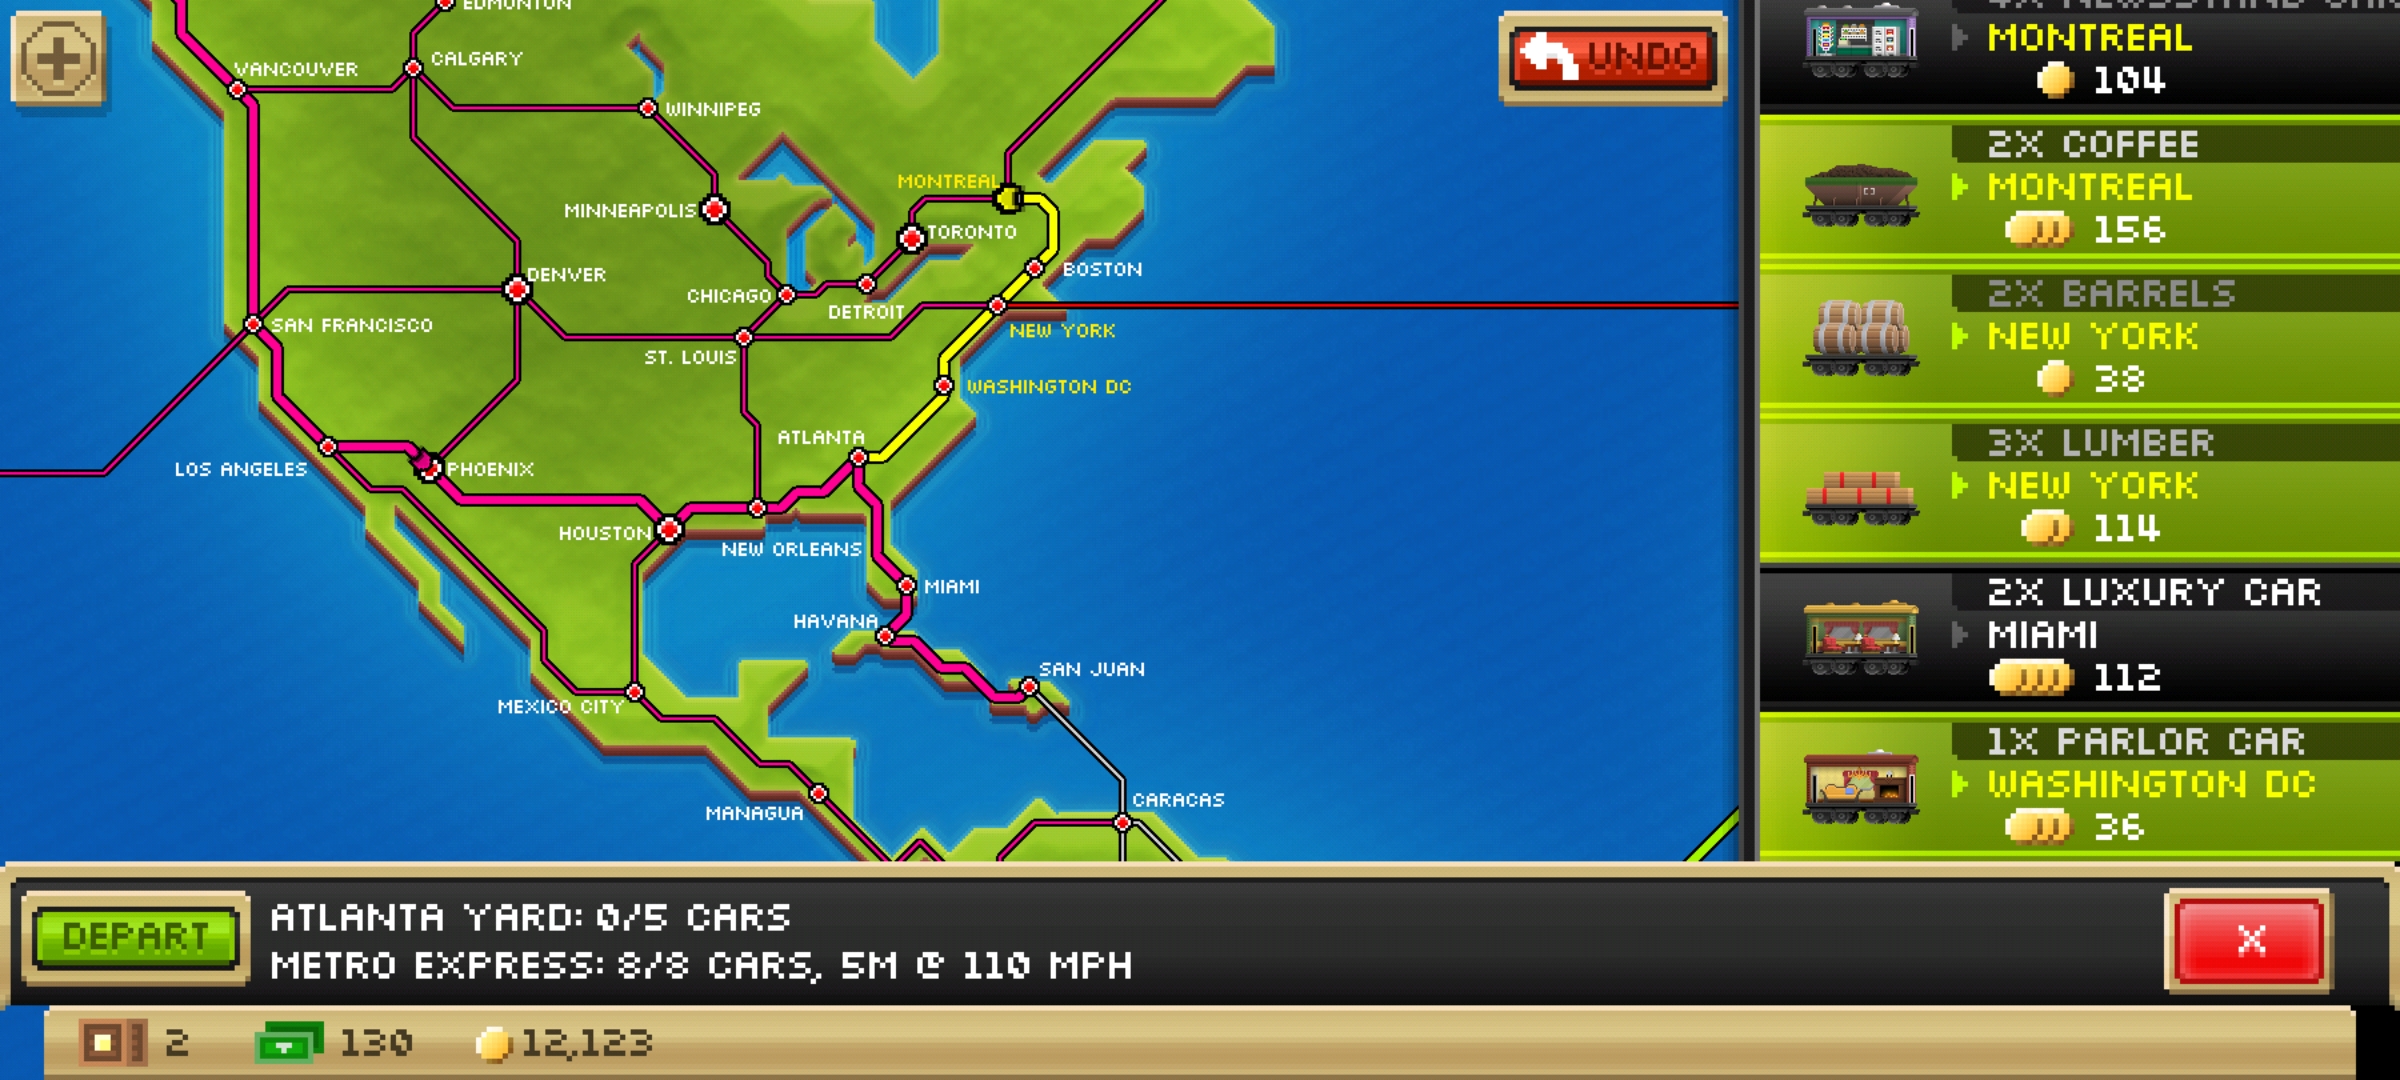 EDMONTON
CALGARY
VANCOUVER
WINNIPEG
MONTREAL
MINNEAPOLIS
TORONTO
BOSTON
DENVER
CHICAGO
DETROIT
SAN FRANCISCO
NEW YORK
ST. LOUIS
WASHINGTON DC
ATLANTA
LOS ANGELES
PHOENIX
HOUSTON
NEW ORLEANS
MIAMI
HAVANA
SAN JUAN
MEXICO CITY
CARACAS
MANAGUA
UNDO
4X NEWSSTAND CAR
MONTREAL
104
2X COFFEE
MONTREAL
156
2X BARRELS
NEW YORK
38
3X LUMBER
NEW YORK
114
2X LUXURY CAR
MIAMI
112
1X PARLOR CAR
WASHINGTON DC
36
DEPART
ATLANTA YARD: 0/5 CARS
METRO EXPRESS: 8/8 CARS, 5M @ 110 MPH
X
2
130
12,123